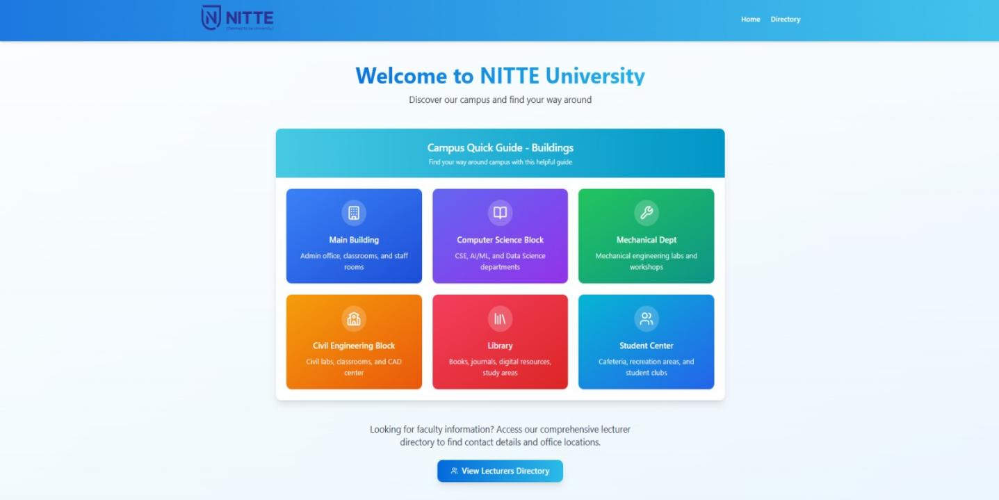 NITTE
(Deemed to be University)
Home
Directory
Welcome to NITTE University
Discover our campus and find your way around
Campus Quick Guide - Buildings
Find your way around campus with this helpful guide
Main Building
Admin office, classrooms, and staff
rooms
Computer Science Block
CSE, AI/ML, and Data Science
departments
Mechanical Dept
Mechanical engineering labs and
workshops
Civil Engineering Block
Civil labs, classrooms, and CAD
center
Library
Books, journals, digital resources,
study areas
Student Center
Cafeteria, recreation areas, and
student clubs
Looking for faculty information? Access our comprehensive lecturer
directory to find contact details and office locations.
View Lecturers Directory